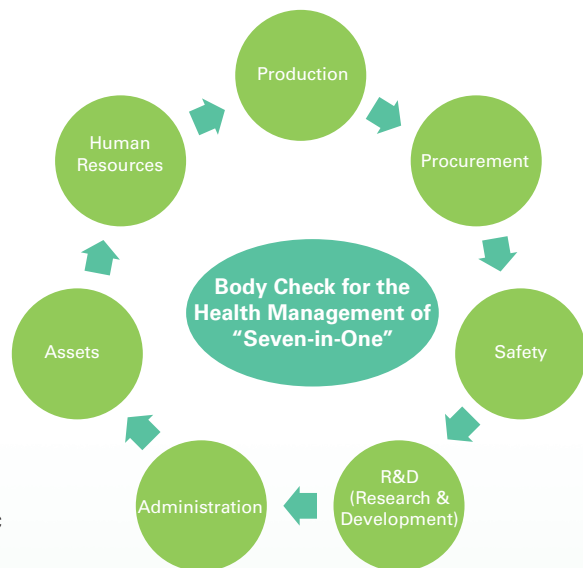 Production
Procurement
Safety
R&D
(Research &
Development)
Administration
Assets
Human
Resources
Body Check for the
Health Management of
“Seven-in-One”